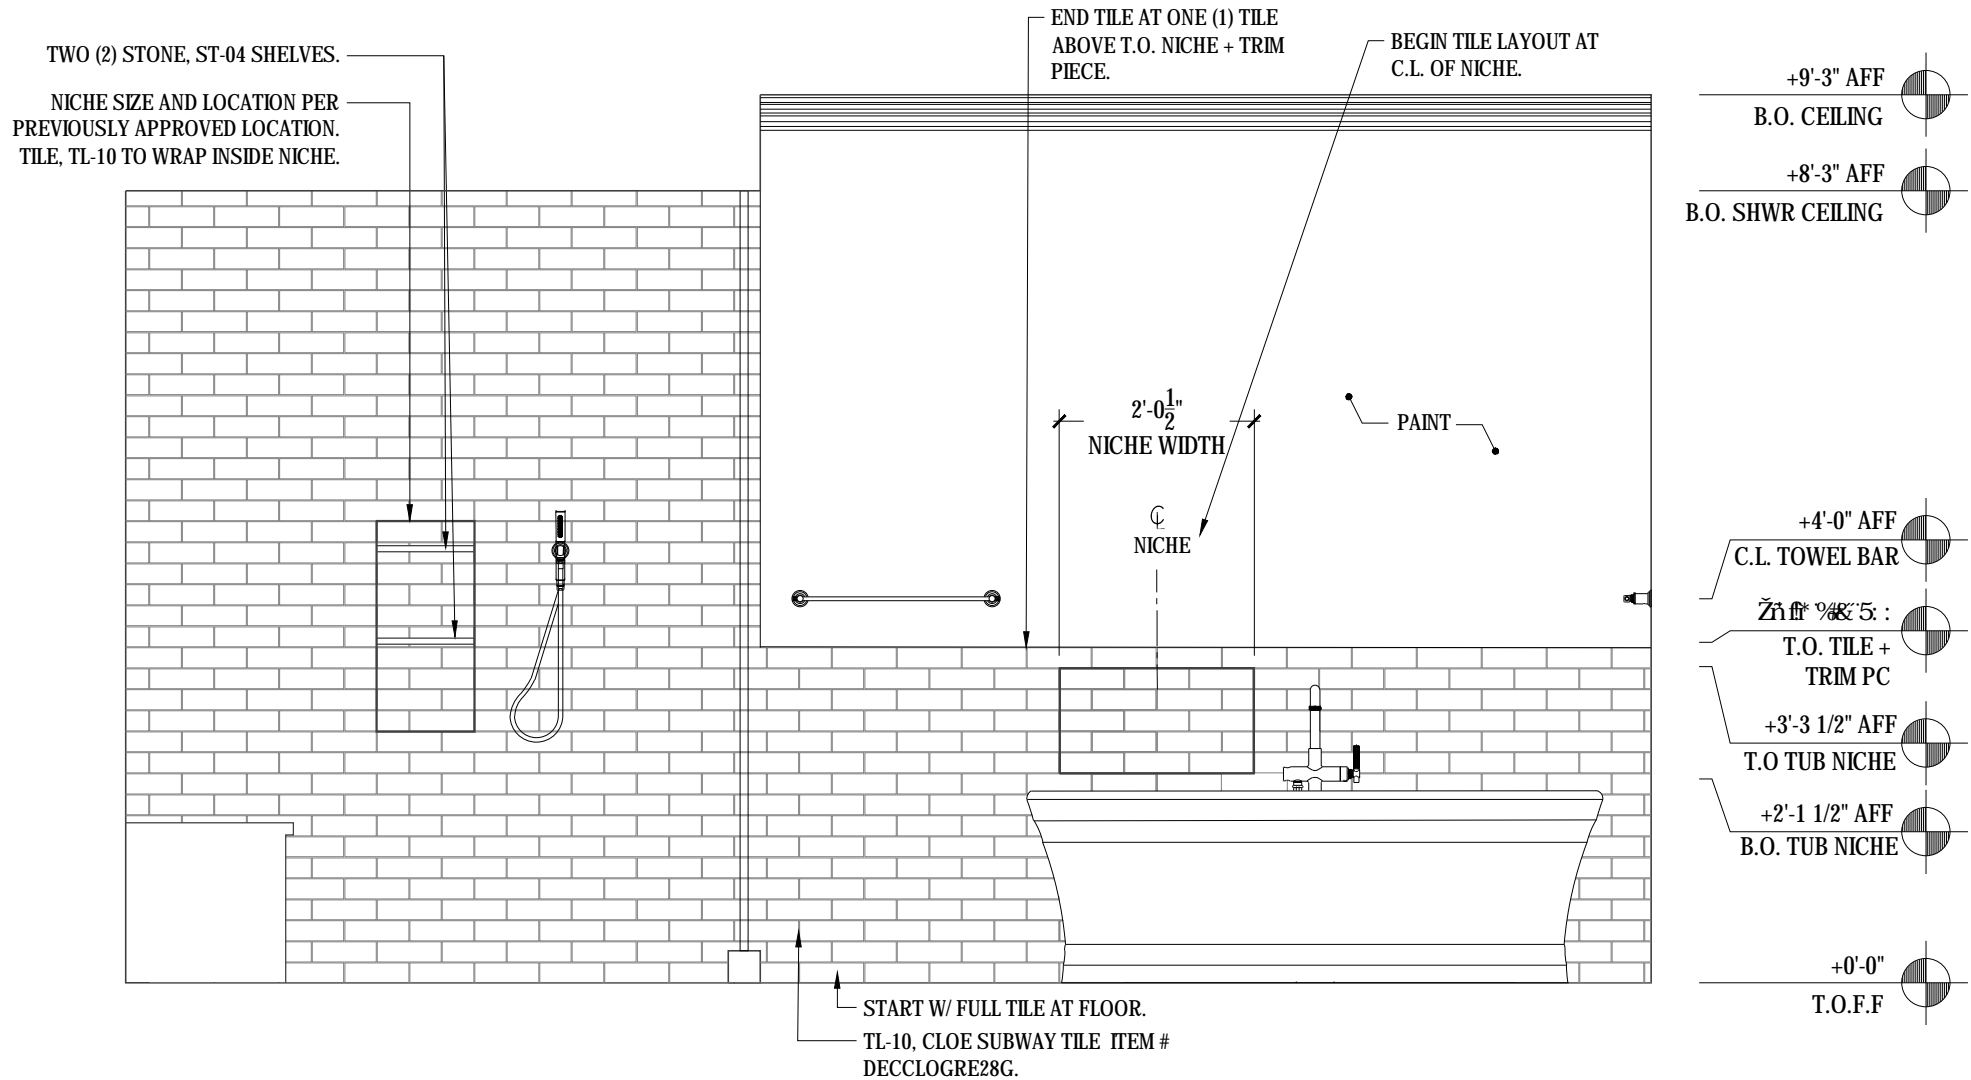 TWO (2) STONE, ST-04 SHELVES.
NICHE SIZE AND LOCATION PER
PREVIOUSLY APPROVED LOCATION.
TILE, TL-10 TO WRAP INSIDE NICHE.
END TILE AT ONE (1) TILE
ABOVE T.O. NICHE + TRIM
PIECE.
BEGIN TILE LAYOUT AT
C.L. OF NICHE.
2'-0 1/2"
NICHE WIDTH
PAINT
℄
NICHE
START W/ FULL TILE AT FLOOR.
TL-10, CLOE SUBWAY TILE ITEM #
DECCLOGRE28G.
+9'-3" AFF
B.O. CEILING
+8'-3" AFF
B.O. SHWR CEILING
+4'-0" AFF
C.L. TOWEL BAR
T.O. TILE +
TRIM PC
+3'-3 1/2" AFF
T.O TUB NICHE
+2'-1 1/2" AFF
B.O. TUB NICHE
+0'-0"
T.O.F.F